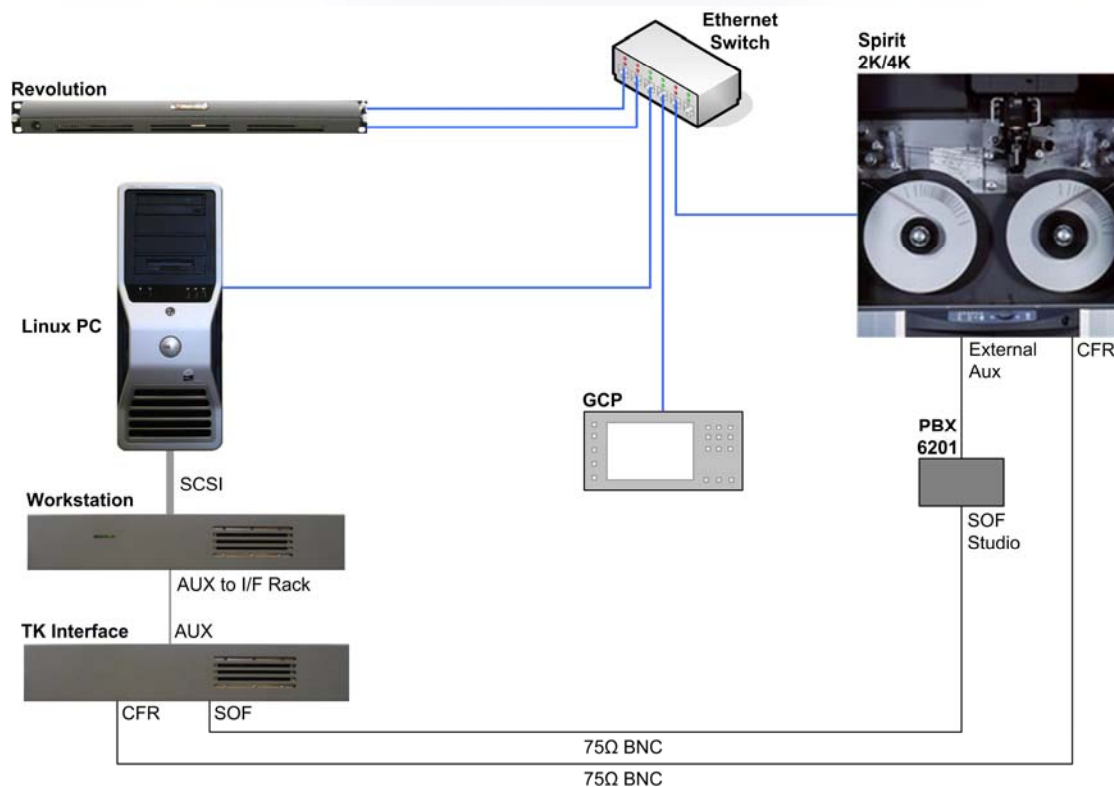 Ethernet
Switch
Spirit
2K/4K
Revolution
Linux PC
External
Aux
CFR
GCP
PBX
6201
SCSI
Workstation
SOF
Studio
AUX to I/F Rack
TK Interface
AUX
CFR
SOF
75Ω BNC
75Ω BNC